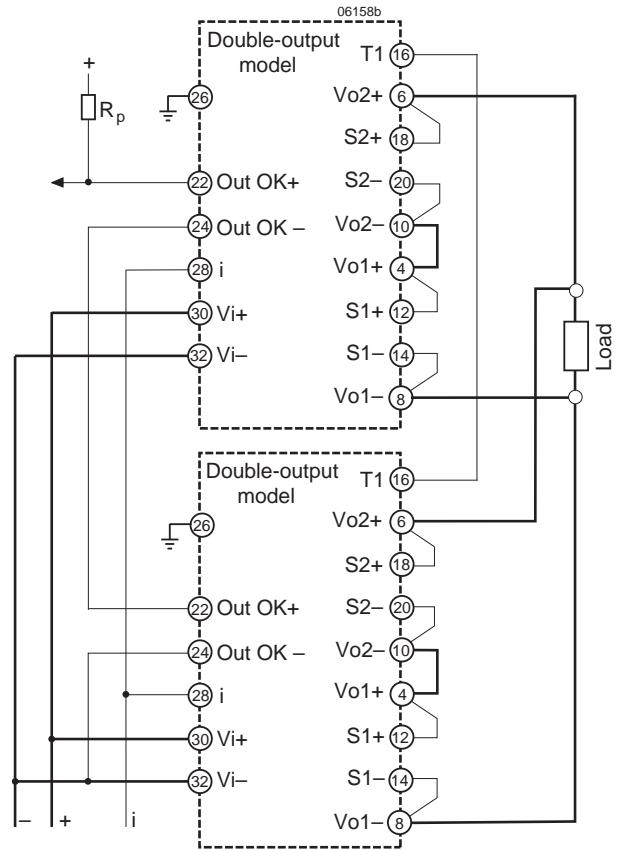 06158b
Double-output
model
T1 16
+
Vo2+ 6
26
Rp
S2+ 18
22 Out OK+
S2– 20
24 Out OK –
Vo2– 10
28 i
Vo1+ 4
30 Vi+
S1+ 12
32 Vi–
S1– 14
Load
Vo1– 8
Double-output
model
T1 16
26
Vo2+ 6
S2+ 18
22 Out OK+
S2– 20
24 Out OK –
Vo2– 10
28 i
Vo1+ 4
30 Vi+
S1+ 12
32 Vi–
S1– 14
– + i
Vo1– 8